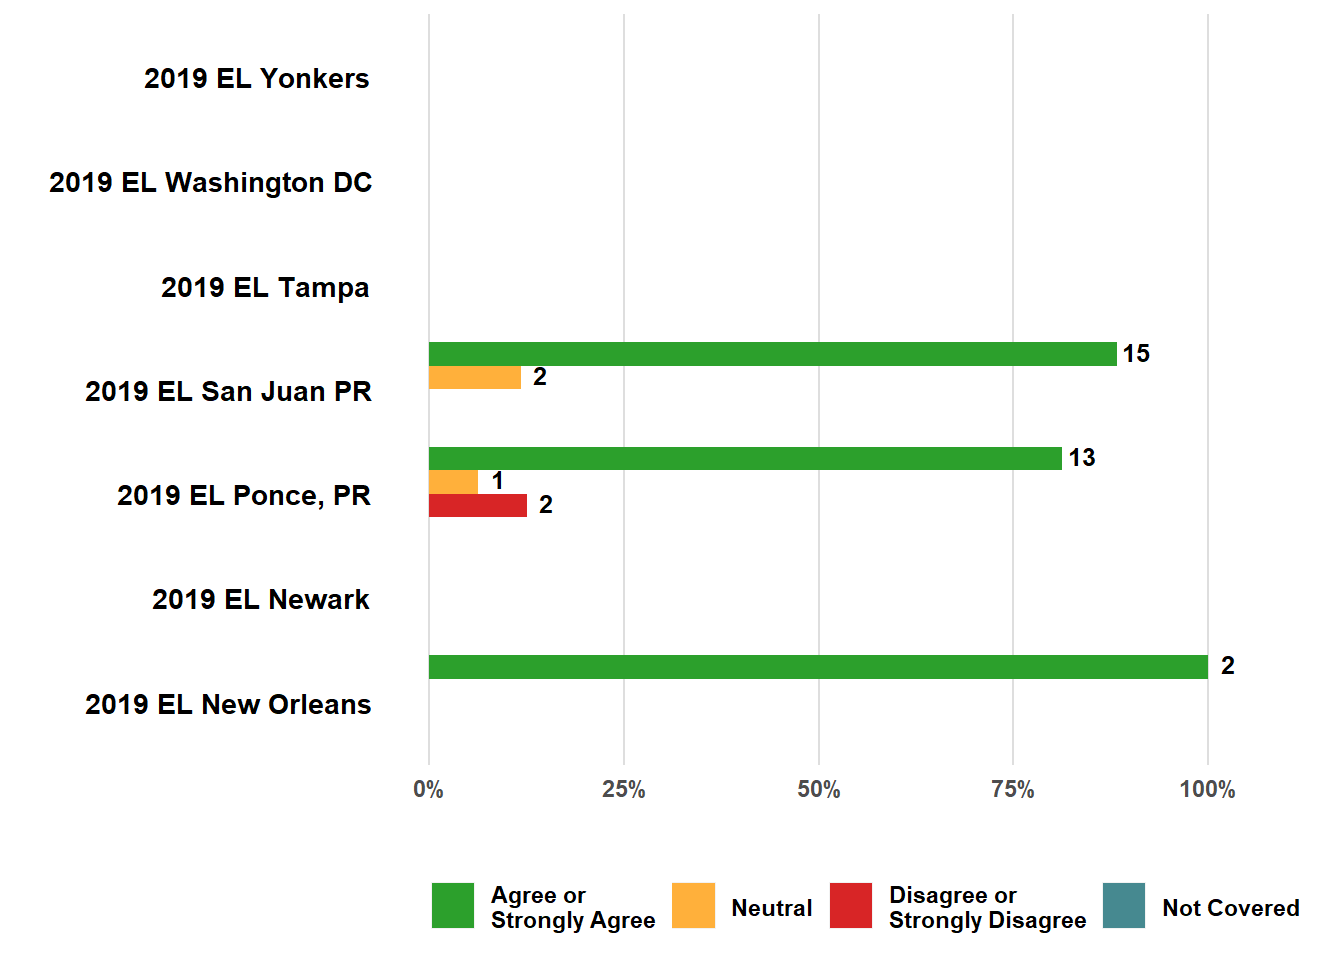 2019 EL Yonkers
2019 EL Washington DC
2019 EL Tampa
15
2
2019 EL San Juan PR
13
1
2019 EL Ponce, PR
2
2019 EL Newark
2
2019 EL New Orleans
0% 25% 50% 75% 100%
Agree or
Strongly Agree
Neutral
Disagree or
Strongly Disagree
Not Covered